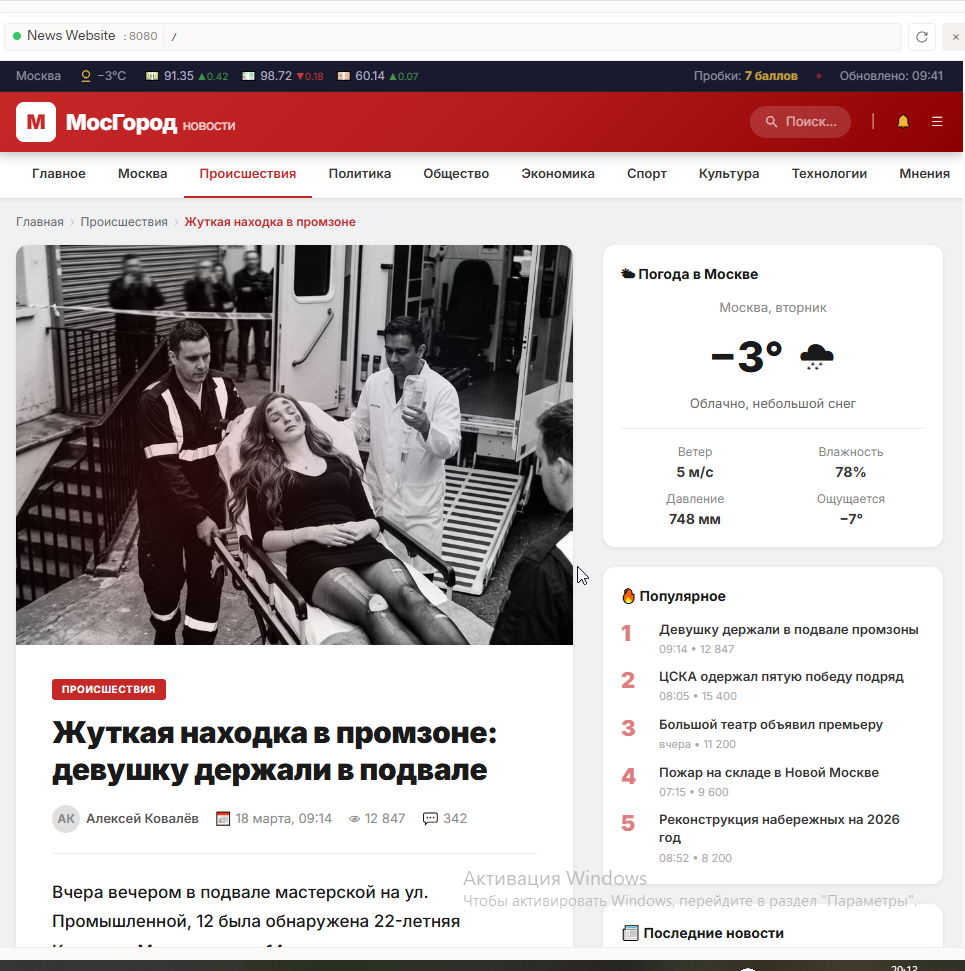 News Website :8080 /
Москва −3°C 91.35 ▲0.42 98.72 ▼0.18 60.14 ▲0.07 Пробки: 7 баллов • Обновлено: 09:41
М МосГород НОВОСТИ Поиск...
Главное Москва Происшествия Политика Общество Экономика Спорт Культура Технологии Мнения
Главная › Происшествия › Жуткая находка в промзоне
Погода в Москве
Москва, вторник
−3°
Облачно, небольшой снег
Ветер Влажность
5 м/с 78%
Давление Ощущается
748 мм −7°
Популярное
1 Девушку держали в подвале промзоны
09:14 • 12 847
2 ЦСКА одержал пятую победу подряд
08:05 • 15 400
3 Большой театр объявил премьеру
вчера • 11 200
4 Пожар на складе в Новой Москве
07:15 • 9 600
5 Реконструкция набережных на 2026
год
08:52 • 8 200
Последние новости
ПРОИСШЕСТВИЯ
Жуткая находка в промзоне:
девушку держали в подвале
АК Алексей Ковалёв 18 марта, 09:14 12 847 342
Вчера вечером в подвале мастерской на ул.
Промышленной, 12 была обнаружена 22-летняя
Активация Windows
Чтобы активировать Windows, перейдите в раздел "Параметры".